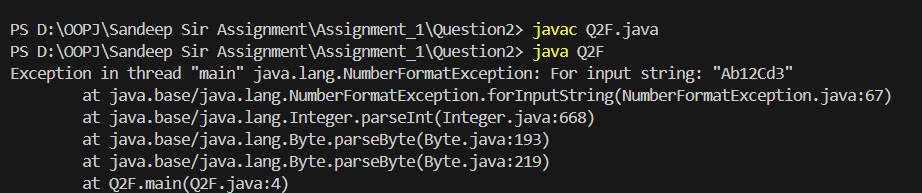 PS D:\OOPJ\Sandeep Sir Assignment\Assignment_1\Question2> javac Q2F.java
PS D:\OOPJ\Sandeep Sir Assignment\Assignment_1\Question2> java Q2F
Exception in thread "main" java.lang.NumberFormatException: For input string: "Ab12Cd3"
        at java.base/java.lang.NumberFormatException.forInputString(NumberFormatException.java:67)
        at java.base/java.lang.Integer.parseInt(Integer.java:668)
        at java.base/java.lang.Byte.parseByte(Byte.java:193)
        at java.base/java.lang.Byte.parseByte(Byte.java:219)
        at Q2F.main(Q2F.java:4)